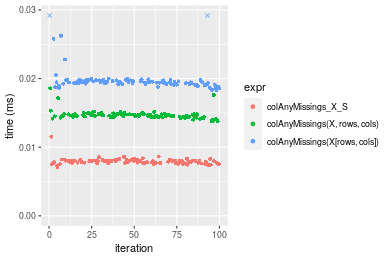 0.03
0.02
0.01
0.00
time (ms)
0
25
50
75
100
iteration
expr
colAnyMissings_X_S
colAnyMissings(X, rows, cols)
colAnyMissings(X[rows, cols])